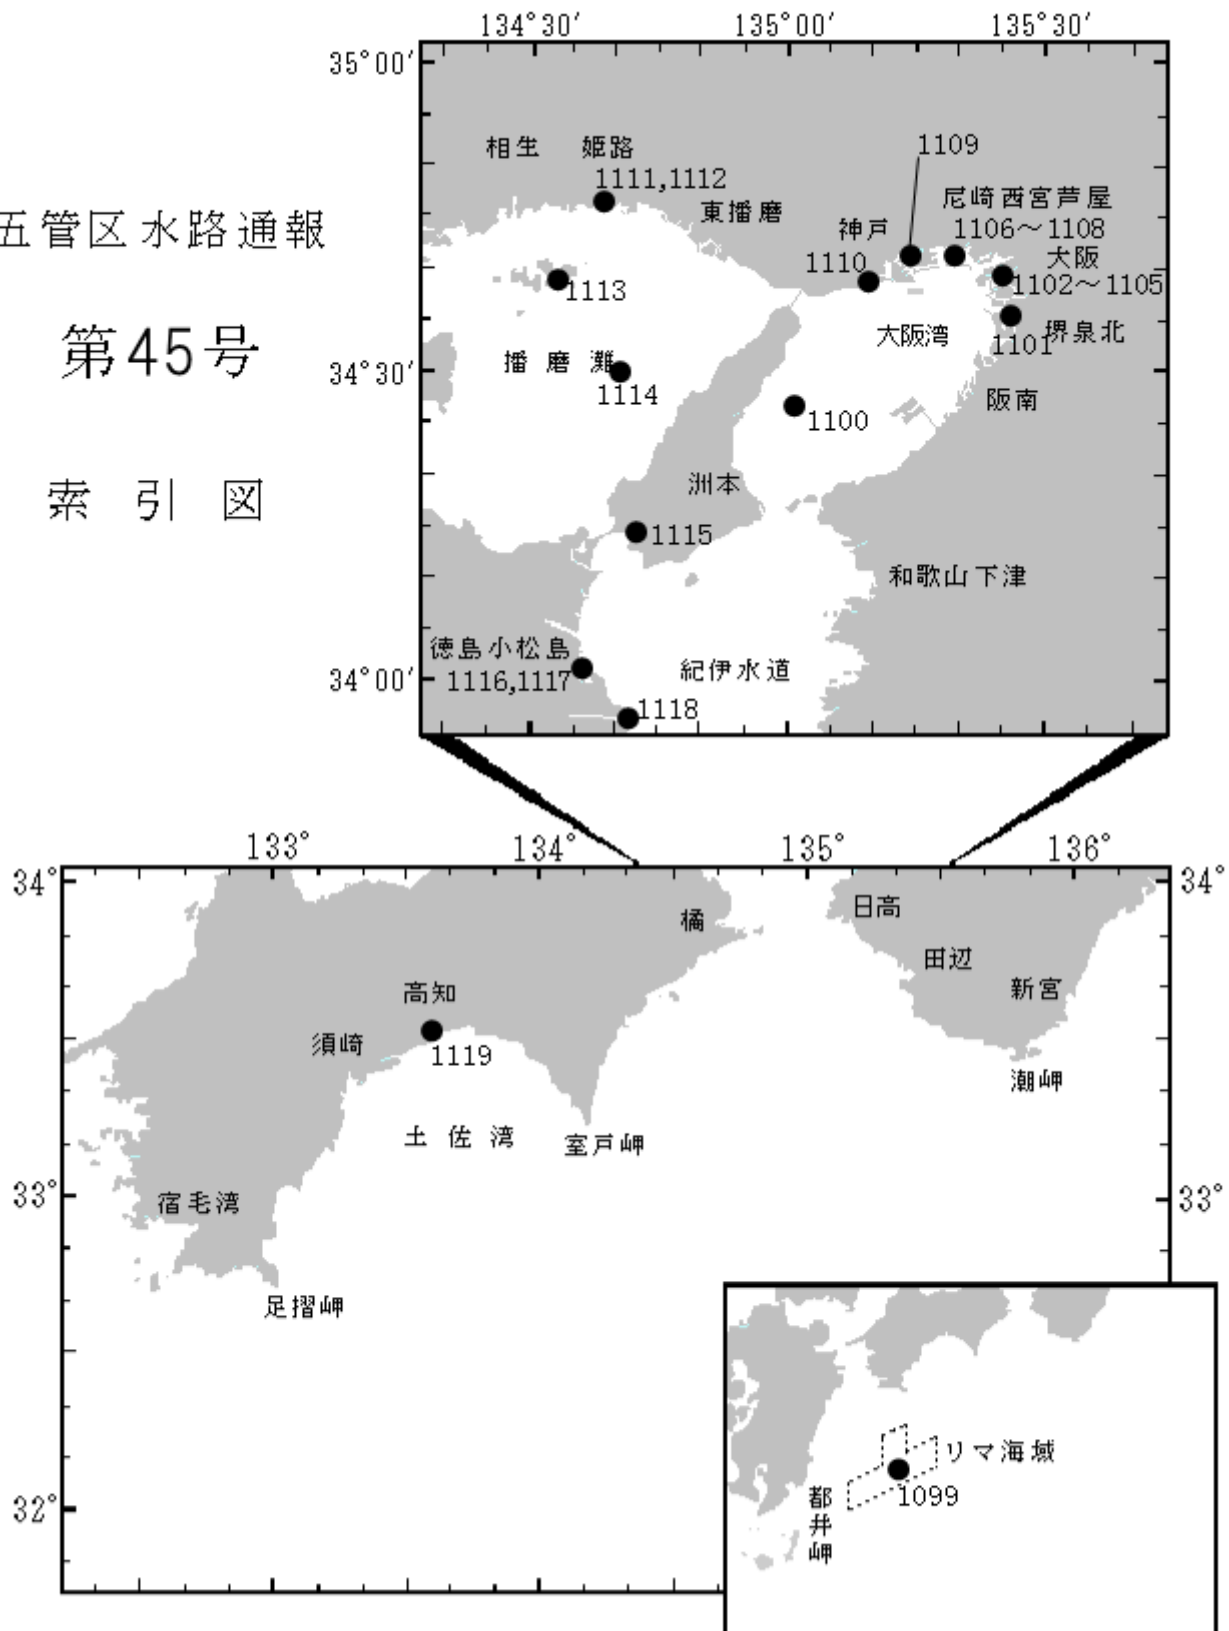 134°30′ 135°00′ 135°30′
35°00′
五管区水路通報
第45号
索引図
相生 姫路
1111,1112
東播磨
1109
尼崎西宮芦屋
1106～1108
神戸
1110
大阪
1102～1105
1113
大阪湾
1101
堺泉北
34°30′
播磨灘
1114
阪南
1100
洲本
1115
和歌山下津
徳島小松島
1116,1117
紀伊水道
34°00′
1118
133° 134° 135° 136°
34° 34°
橘
日高
田辺
新宮
高知
須崎
1119
潮岬
土佐湾
室戸岬
33° 33°
宿毛湾
足摺岬
リマ海域
1099
都井岬
32°